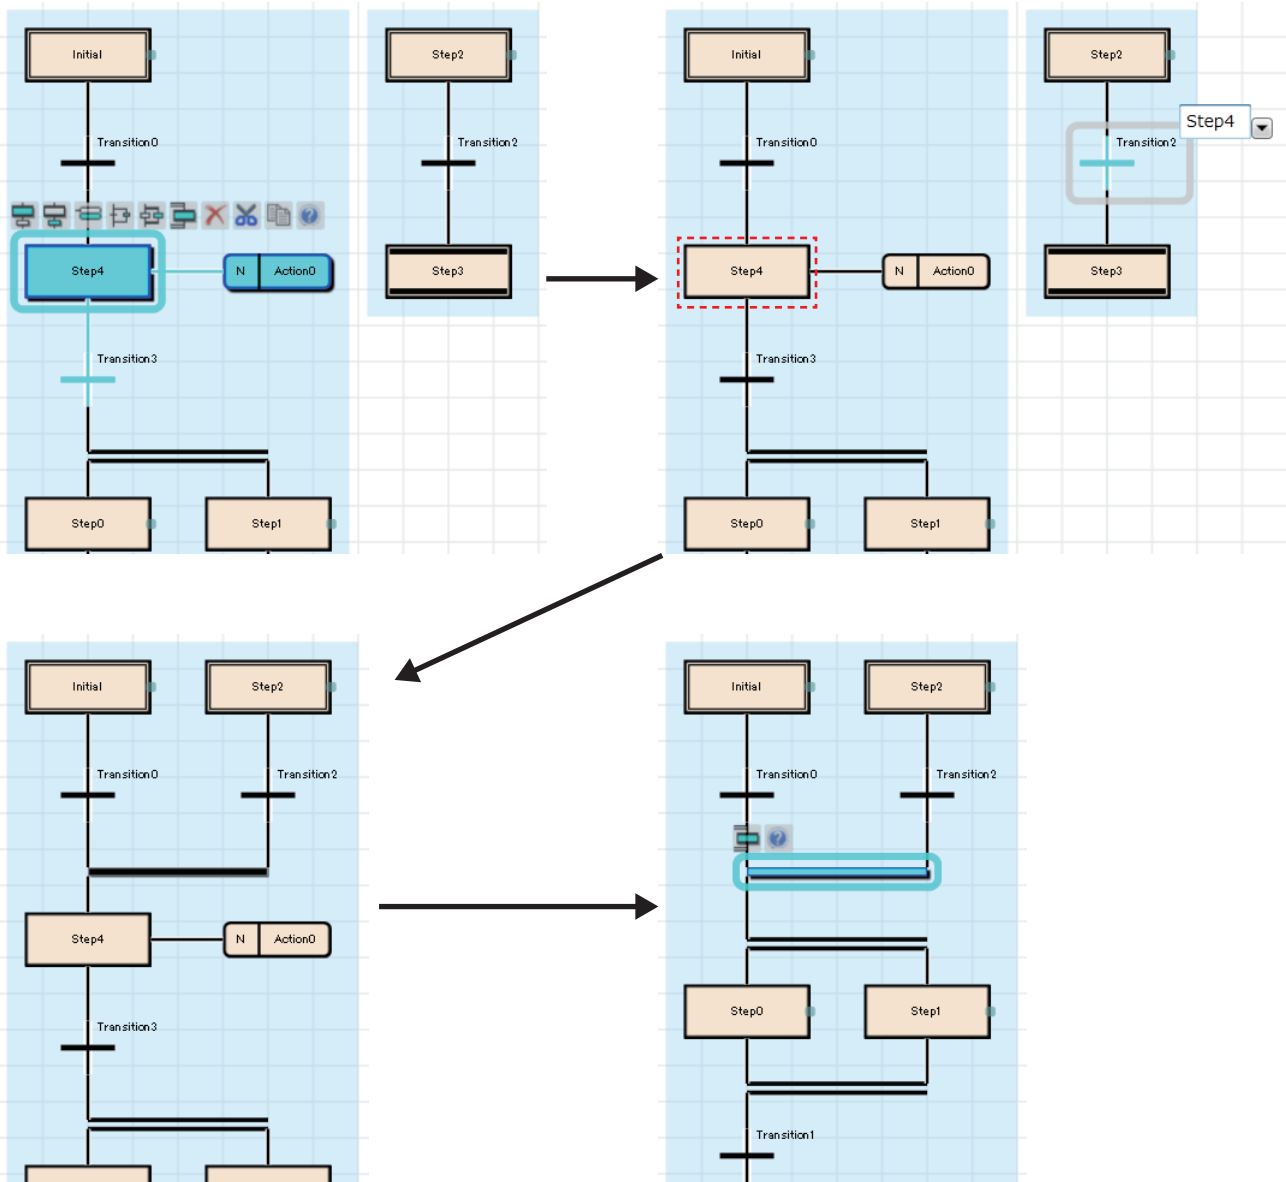 Initial
Transition0
Step4
N
Action0
Transition3
Step0
Step1
Step2
Transition2
Step3
Initial
Transition0
Step4
N
Action0
Transition3
Step0
Step1
Step2
Transition2
Step4
Step3
Initial
Step2
Transition0
Transition2
Step4
N
Action0
Transition3
Initial
Step2
Transition0
Transition2
?
Step0
Step1
Transition1